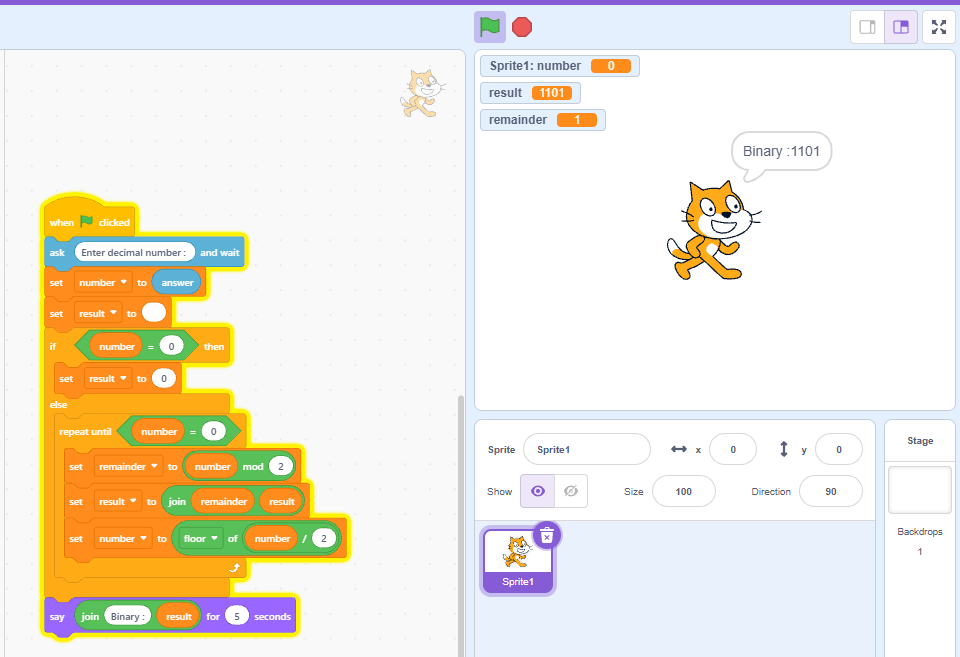 when clicked
ask Enter decimal number : and wait
set number to answer
set result to
if number = 0 then
set result to 0
else
repeat until number = 0
set remainder to number mod 2
set result to join remainder result
set number to floor of number / 2
say join Binary : result for 5 seconds
Sprite1: number 0
result 1101
remainder 1
Binary :1101
Sprite Sprite1 x 0 y 0
Show Size 100 Direction 90
Sprite1
Stage
Backdrops
1